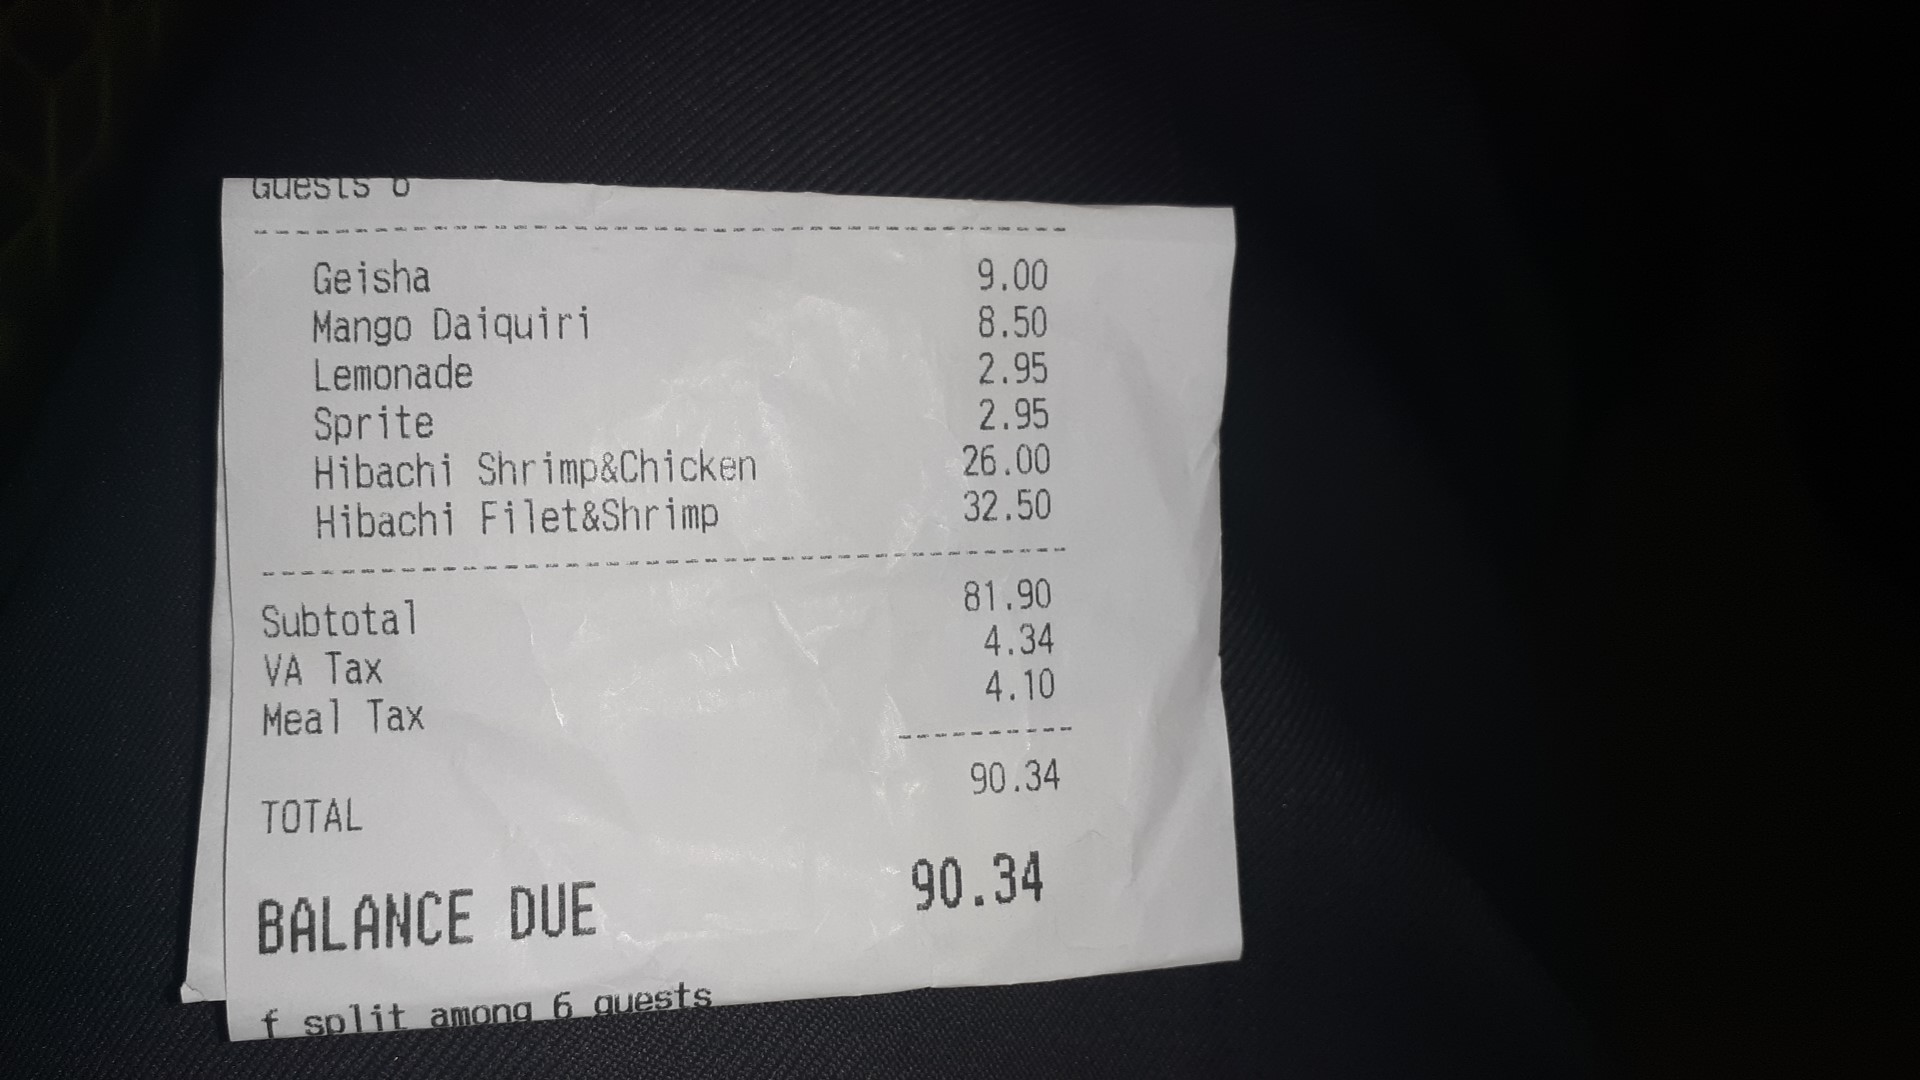 Guests 6
Geisha 9.00
Mango Daiquiri 8.50
Lemonade 2.95
Sprite 2.95
Hibachi Shrimp&Chicken 26.00
Hibachi Filet&Shrimp 32.50
Subtotal 81.90
VA Tax 4.34
Meal Tax 4.10
TOTAL 90.34
BALANCE DUE 90.34
f split among 6 guests